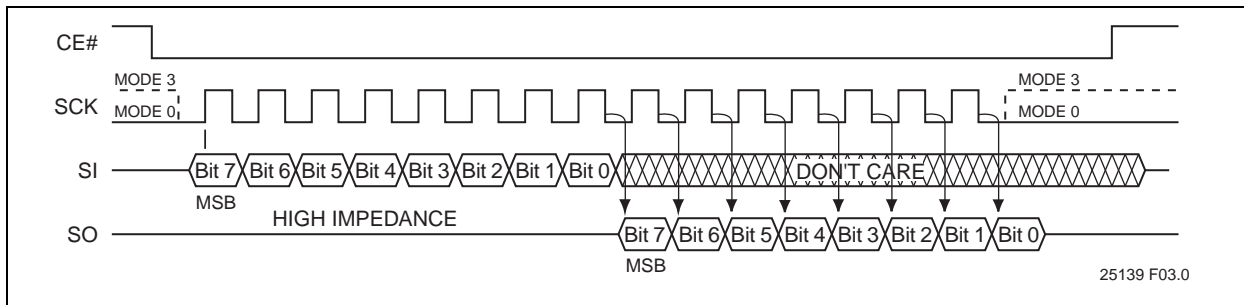 CE#
MODE 3 MODE 3
SCK MODE 0 MODE 0
SI Bit 7 Bit 6 Bit 5 Bit 4 Bit 3 Bit 2 Bit 1 Bit 0 DON'T CARE
MSB
HIGH IMPEDANCE
SO Bit 7 Bit 6 Bit 5 Bit 4 Bit 3 Bit 2 Bit 1 Bit 0
MSB
25139 F03.0